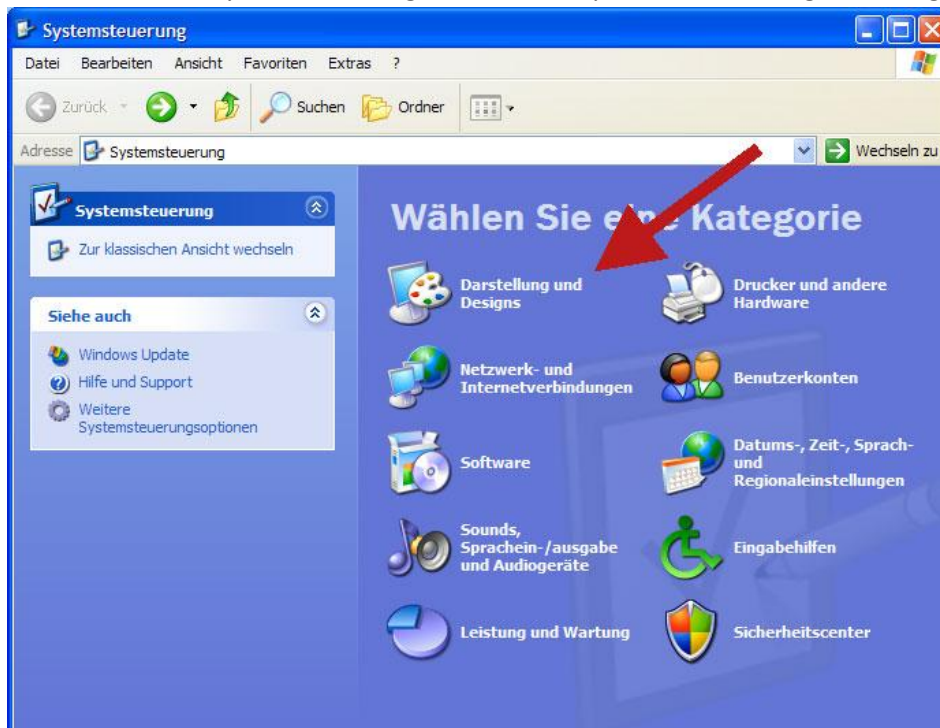 Systemsteuerung
Datei Bearbeiten Ansicht Favoriten Extras ?
Zurück Suchen Ordner
Adresse Systemsteuerung Wechseln zu
Systemsteuerung
Zur klassischen Ansicht wechseln
Siehe auch
Windows Update
Hilfe und Support
Weitere
Systemsteuerungsoptionen
Wählen Sie eine Kategorie
Darstellung und
Designs
Drucker und andere
Hardware
Netzwerk- und
Internetverbindungen
Benutzerkonten
Software
Datums-, Zeit-, Sprach-
und
Regionaleinstellungen
Sounds,
Sprachein-/ausgabe
und Audiogeräte
Eingabehilfen
Leistung und Wartung
Sicherheitscenter